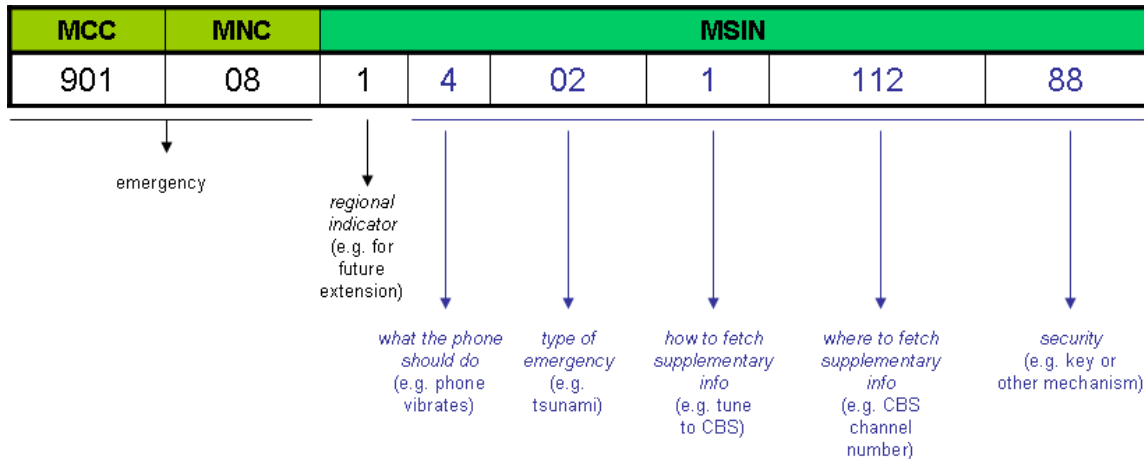 MCC MNC MSIN
901 08 1 4 02 1 112 88
emergency
regional
indicator
(e.g. for
future
extension)
what the phone
should do
(e.g. phone
vibrates)
type of
emergency
(e.g.
tsunami)
how to fetch
supplementary
info
(e.g. tune
to CBS)
where to fetch
supplementary
info
(e.g. CBS
channel
number)
security
(e.g. key or
other mechanism)